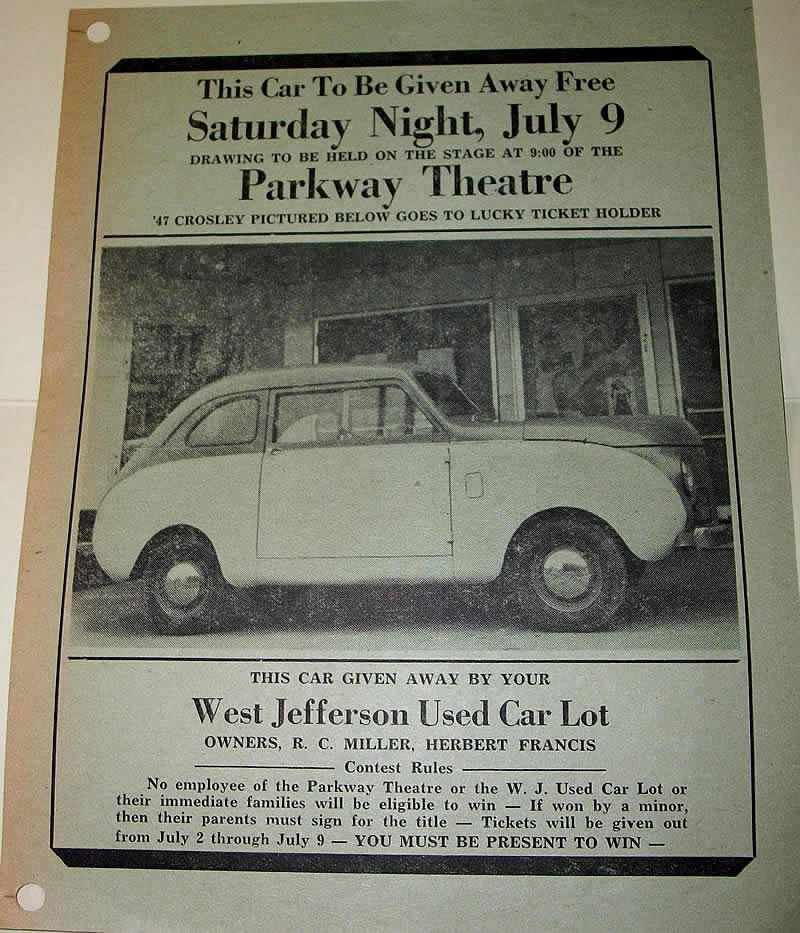 This Car To Be Given Away Free
Saturday Night, July 9
DRAWING TO BE HELD ON THE STAGE AT 9:00 OF THE
Parkway Theatre
'47 CROSLEY PICTURED BELOW GOES TO LUCKY TICKET HOLDER
THIS CAR GIVEN AWAY BY YOUR
West Jefferson Used Car Lot
OWNERS, R. C. MILLER, HERBERT FRANCIS
Contest Rules
No employee of the Parkway Theatre or the W. J. Used Car Lot or
their immediate families will be eligible to win — If won by a minor,
then their parents must sign for the title — Tickets will be given out
from July 2 through July 9 — YOU MUST BE PRESENT TO WIN —